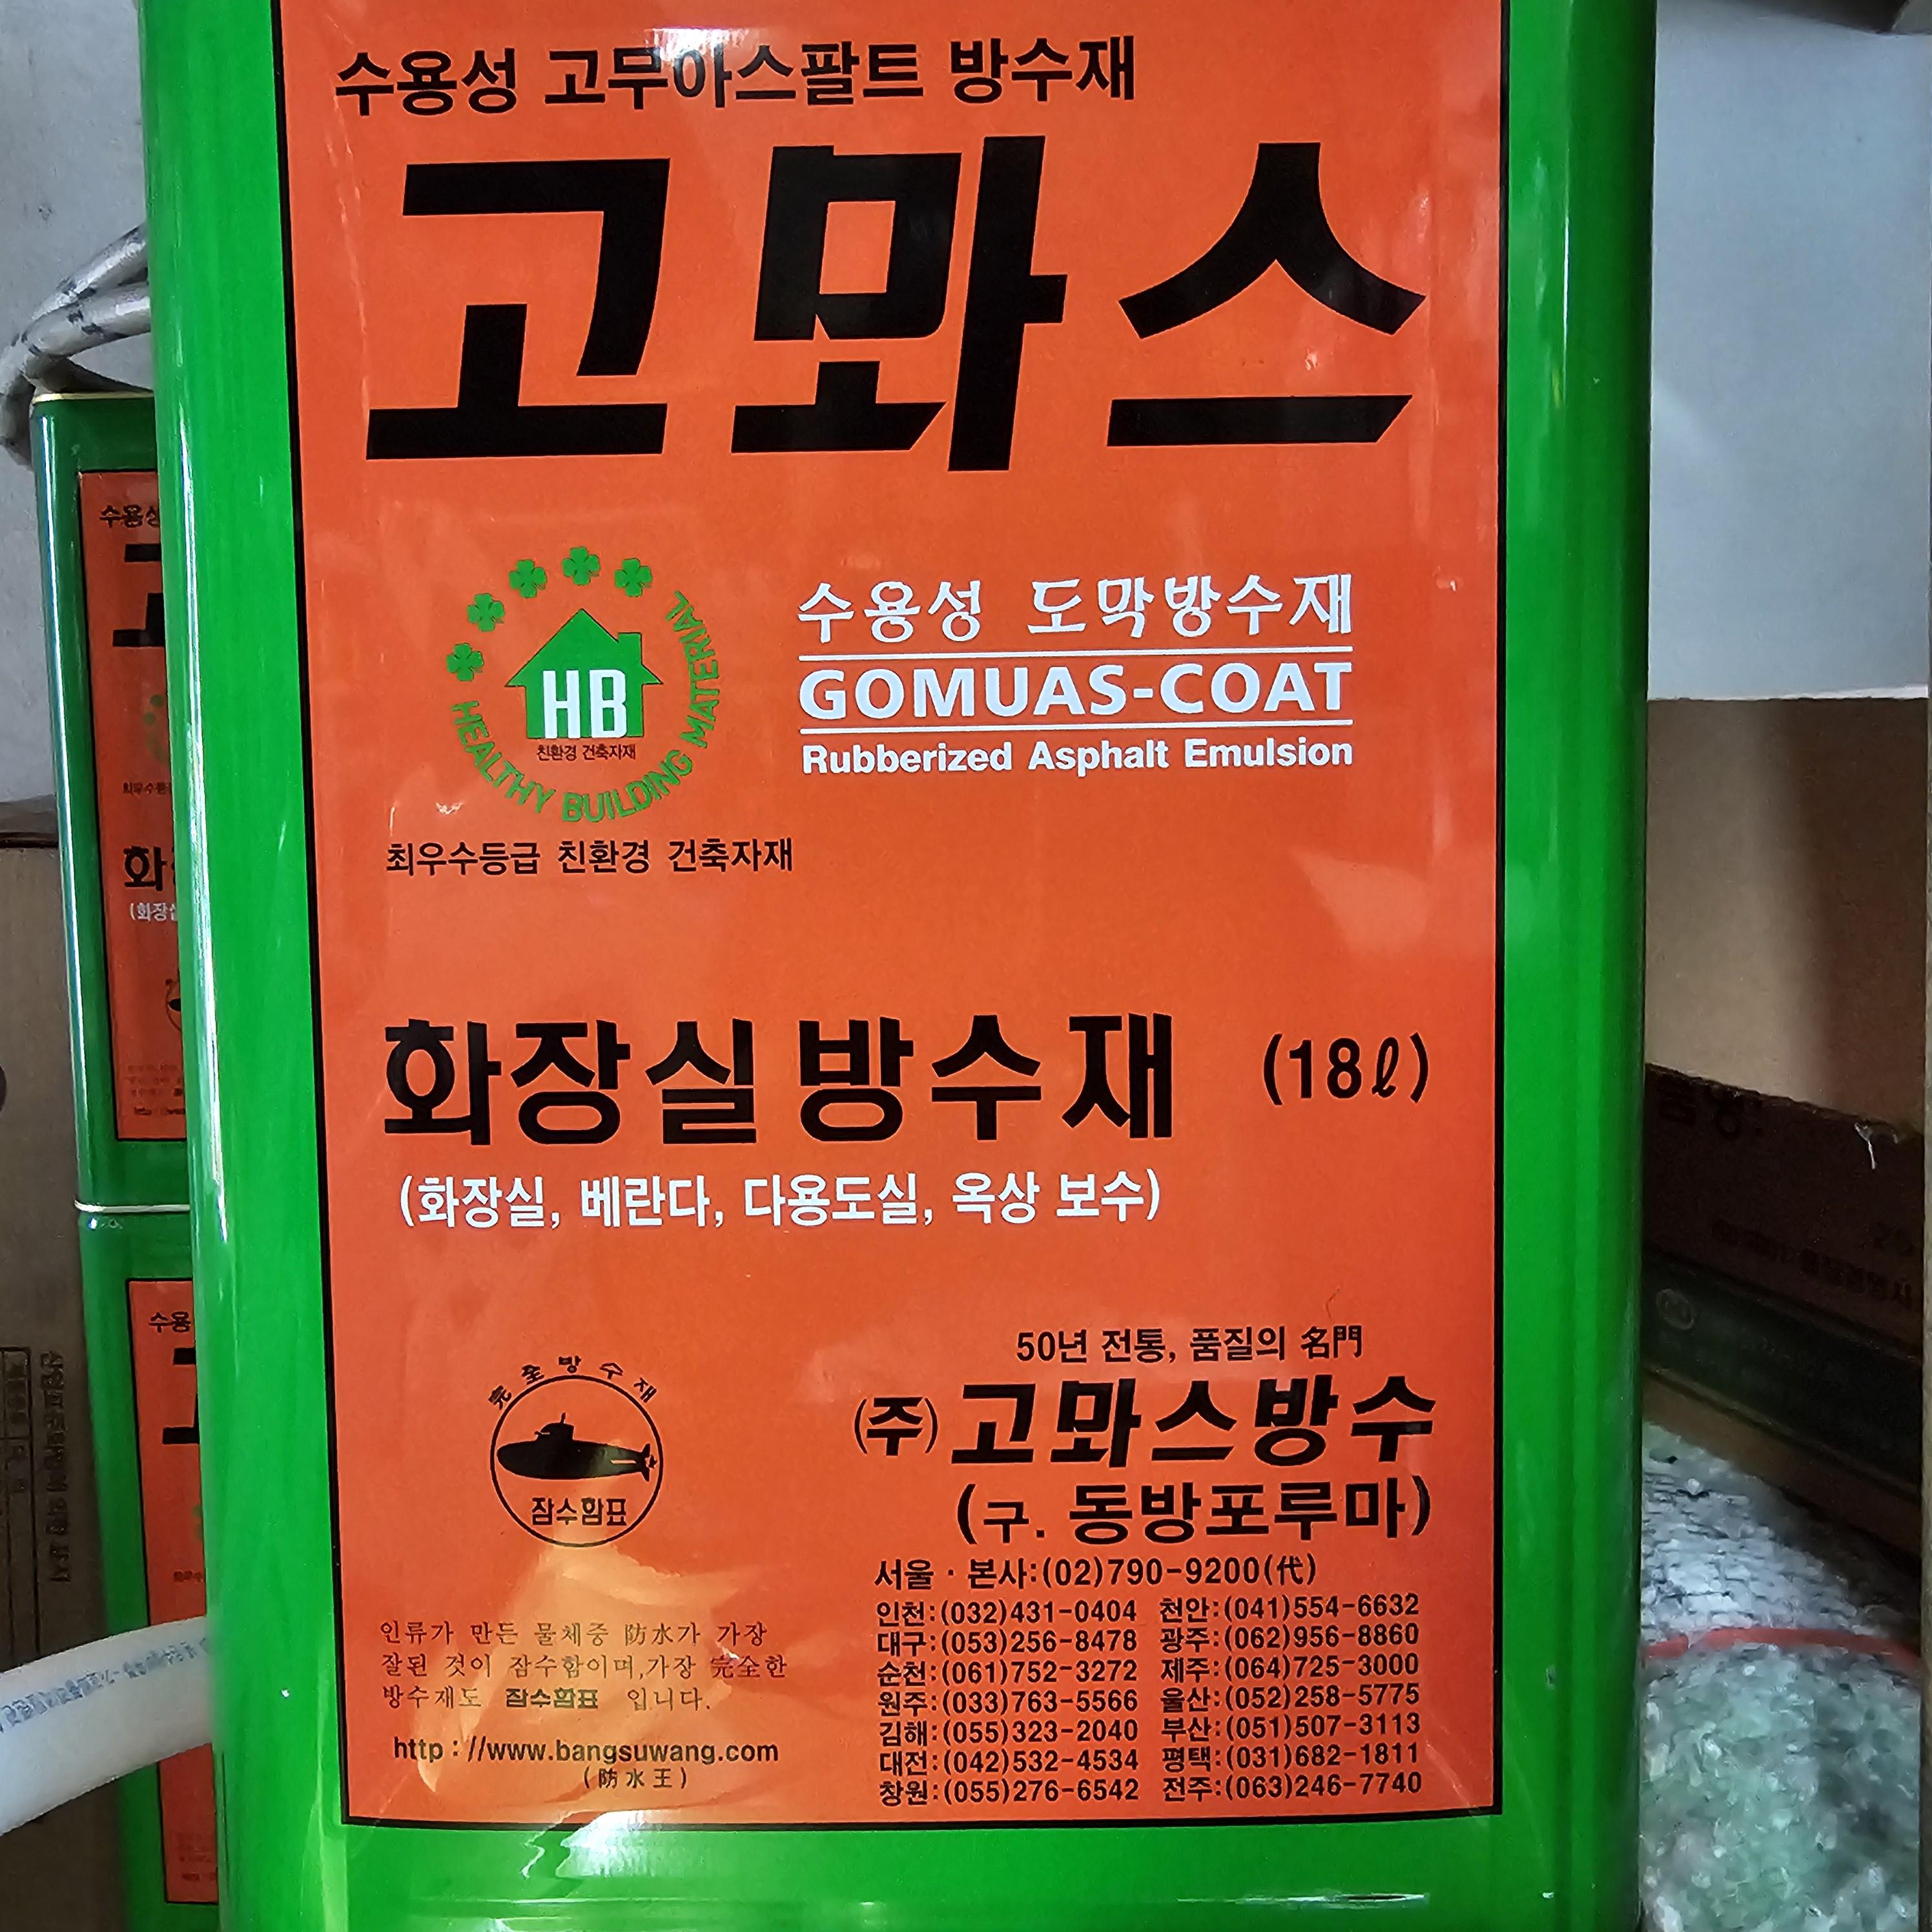 수용성 고무아스팔트 방수재
고뫄스
HB
친환경 건축자재
HEALTHY BUILDING MATERIAL
최우수등급 친환경 건축자재
수용성 도막방수재
GOMUAS-COAT
Rubberized Asphalt Emulsion
화장실방수재 (18ℓ)
(화장실, 베란다, 다용도실, 옥상 보수)
完全방수재
잠수함표
50년 전통, 품질의 名門
(주)고뫄스방수
(구. 동방포루마)
서울·본사:(02)790-9200(代)
인천:(032)431-0404 천안:(041)554-6632
대구:(053)256-8478 광주:(062)956-8860
순천:(061)752-3272 제주:(064)725-3000
원주:(033)763-5566 울산:(052)258-5775
김해:(055)323-2040 부산:(051)507-3113
대전:(042)532-4534 평택:(031)682-1811
창원:(055)276-6542 전주:(063)246-7740
인류가 만든 물체중 防水가 가장
잘된 것이 잠수함이며,가장 完全한
방수재도 잠수함표 입니다.
http://www.bangsuwang.com
(防水王)
수용성
화장
수용